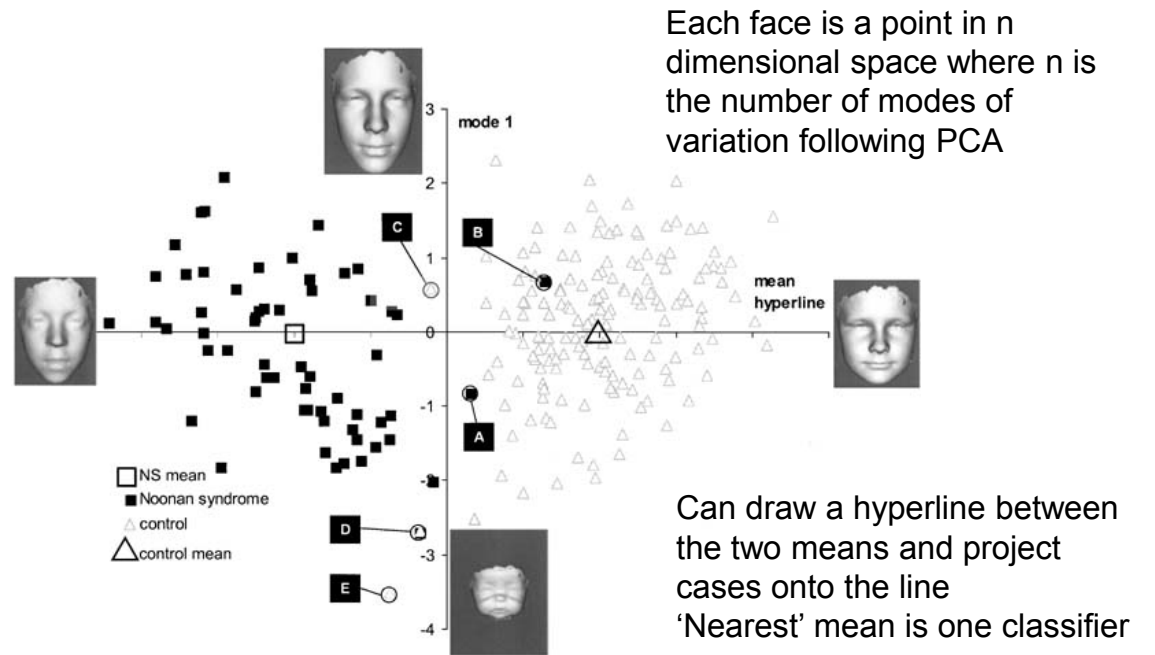 Each face is a point in n
dimensional space where n is
the number of modes of
variation following PCA
3
mode 1
2
C
B
1
mean
hyperline
0
-1
A
-2
NS mean
Noonan syndrome
control
control mean
D
-3
E
-4
Can draw a hyperline between
the two means and project
cases onto the line
‘Nearest’ mean is one classifier